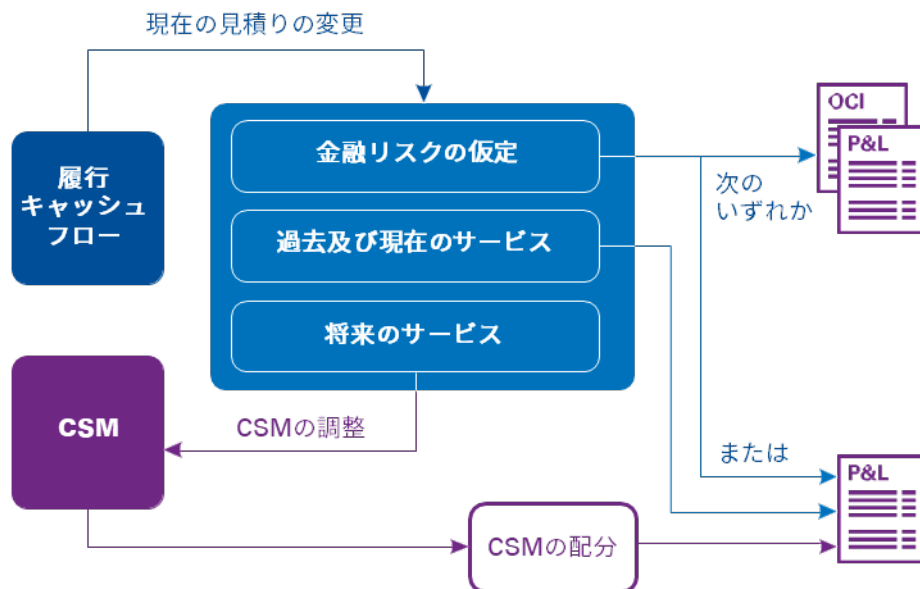 現在の見積りの変更
履行
キャッシュ
フロー
金融リスクの仮定
過去及び現在のサービス
将来のサービス
OCI
P&L
次の
いずれか
CSM
CSMの調整
または
P&L
CSMの配分